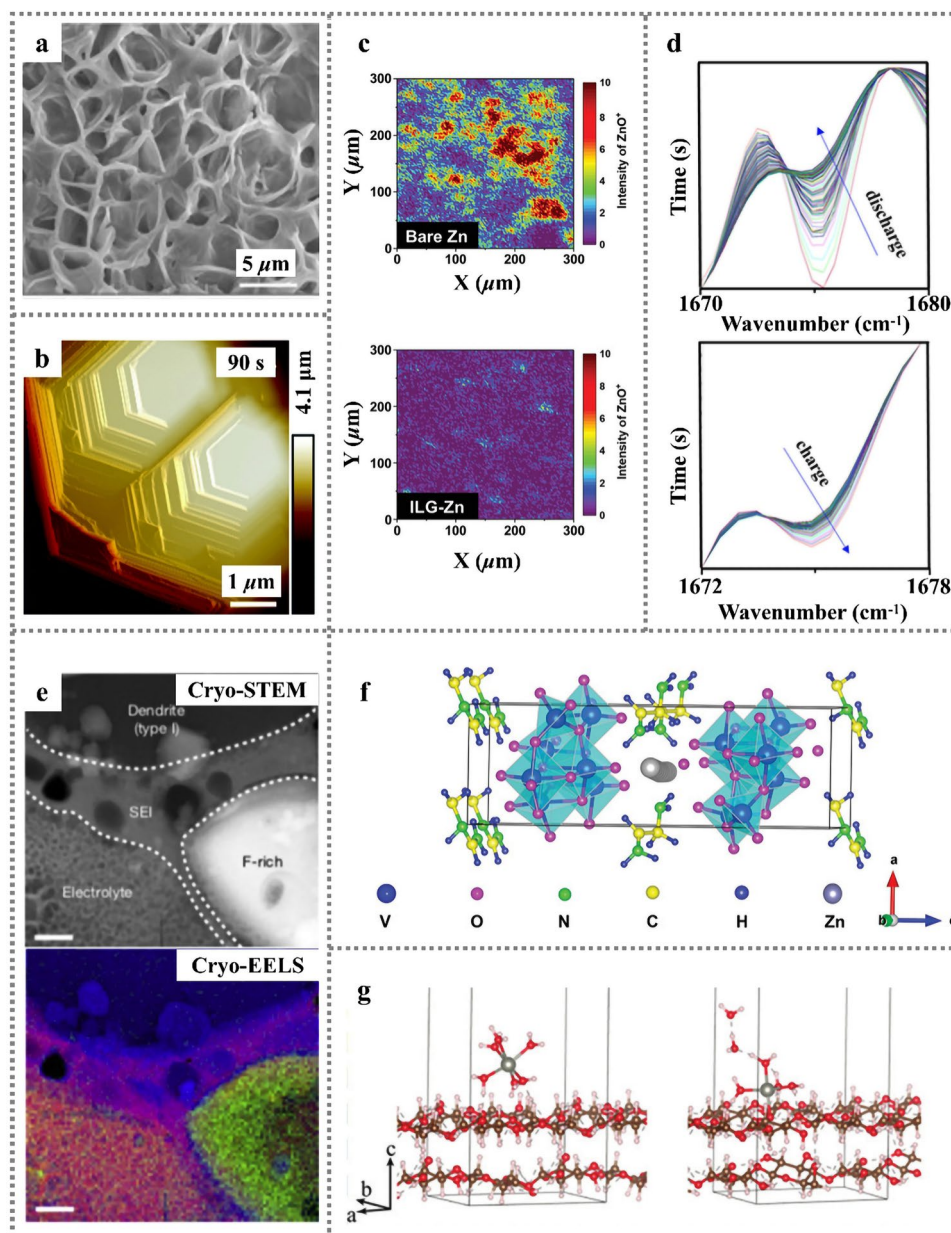 a
5 μm
b
90 s
4.1 μm
1 μm
c
300
200
100
0
Y (μm)
10
8
6
4
2
0
Intensity of ZnO⁺
Bare Zn
0
100
200
300
X (μm)
300
200
100
0
Y (μm)
10
8
6
4
2
0
Intensity of ZnO⁺
ILG-Zn
0
100
200
300
X (μm)
d
Time (s)
discharge
1670
1680
Wavenumber (cm⁻¹)
Time (s)
charge
1672
1678
Wavenumber (cm⁻¹)
e
Cryo-STEM
Dendrite
(type I)
SEI
F-rich
Electrolyte
Cryo-EELS
f
V
O
N
C
H
Zn
a
b
g
c
b
a